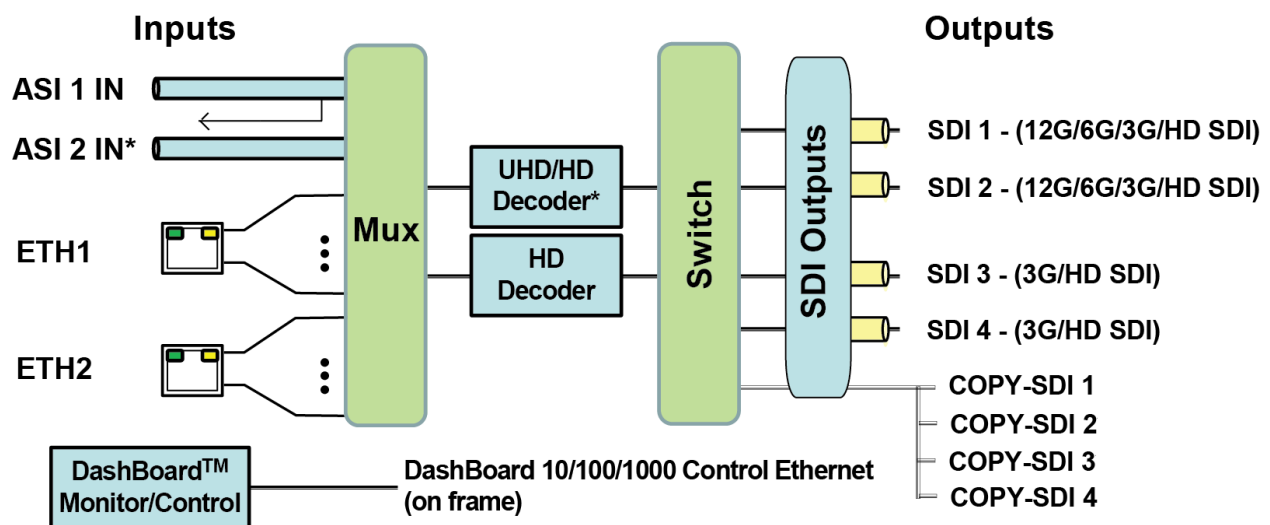 Inputs
Outputs
ASI 1 IN
ASI 2 IN*
ETH1
ETH2
Mux
UHD/HD
Decoder*
HD
Decoder
Switch
SDI Outputs
SDI 1 - (12G/6G/3G/HD SDI)
SDI 2 - (12G/6G/3G/HD SDI)
SDI 3 - (3G/HD SDI)
SDI 4 - (3G/HD SDI)
COPY-SDI 1
COPY-SDI 2
COPY-SDI 3
COPY-SDI 4
DashBoard™
Monitor/Control
DashBoard 10/100/1000 Control Ethernet
(on frame)